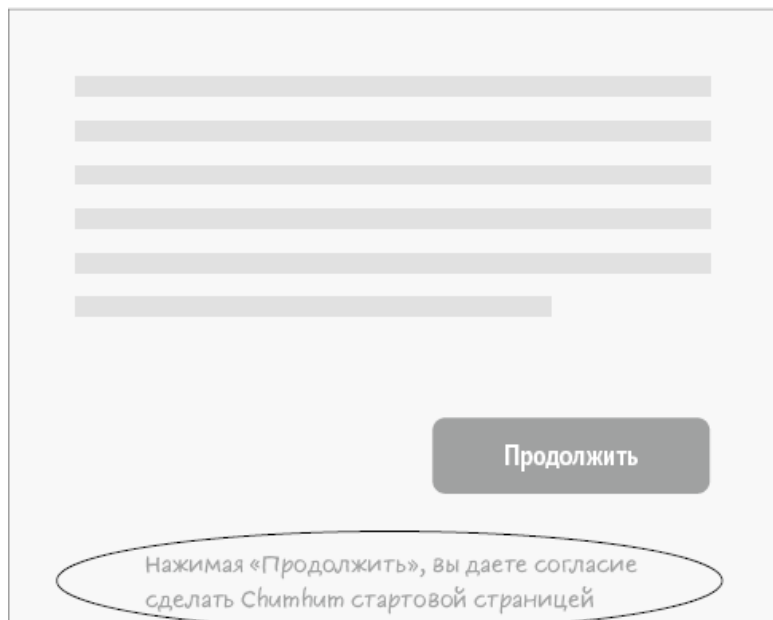 Продолжить
Нажимая «Продолжить», вы даете согласие
сделать Chumhum стартовой страницей